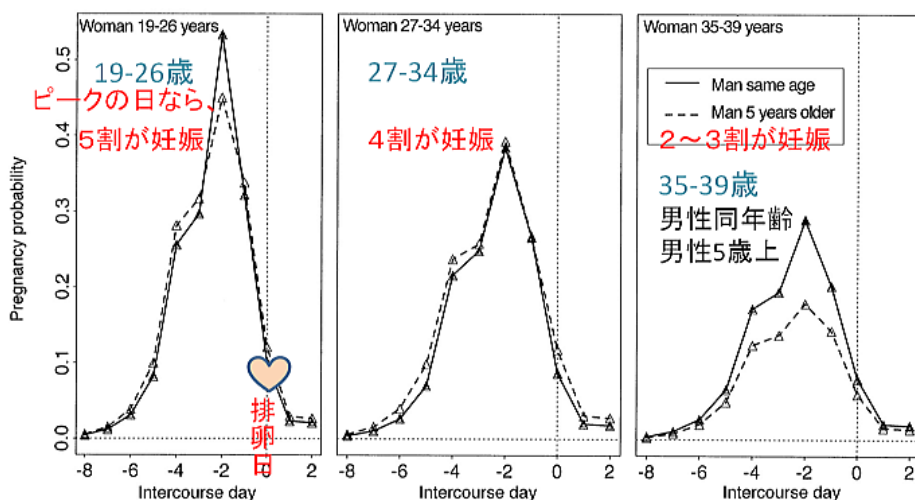 Woman 19-26 years
19-26歳
ピークの日なら、
5割が妊娠
Pregnancy probability
0.5
0.4
0.3
0.2
0.1
0.0
排卵日
-8 -6 -4 -2 0 2
Intercourse day
Woman 27-34 years
27-34歳
4割が妊娠
-8 -6 -4 -2 0 2
Intercourse day
Woman 35-39 years
Man same age
Man 5 years older
2~3割が妊娠
35-39歳
男性同年齢
男性5歳上
-8 -6 -4 -2 0 2
Intercourse day